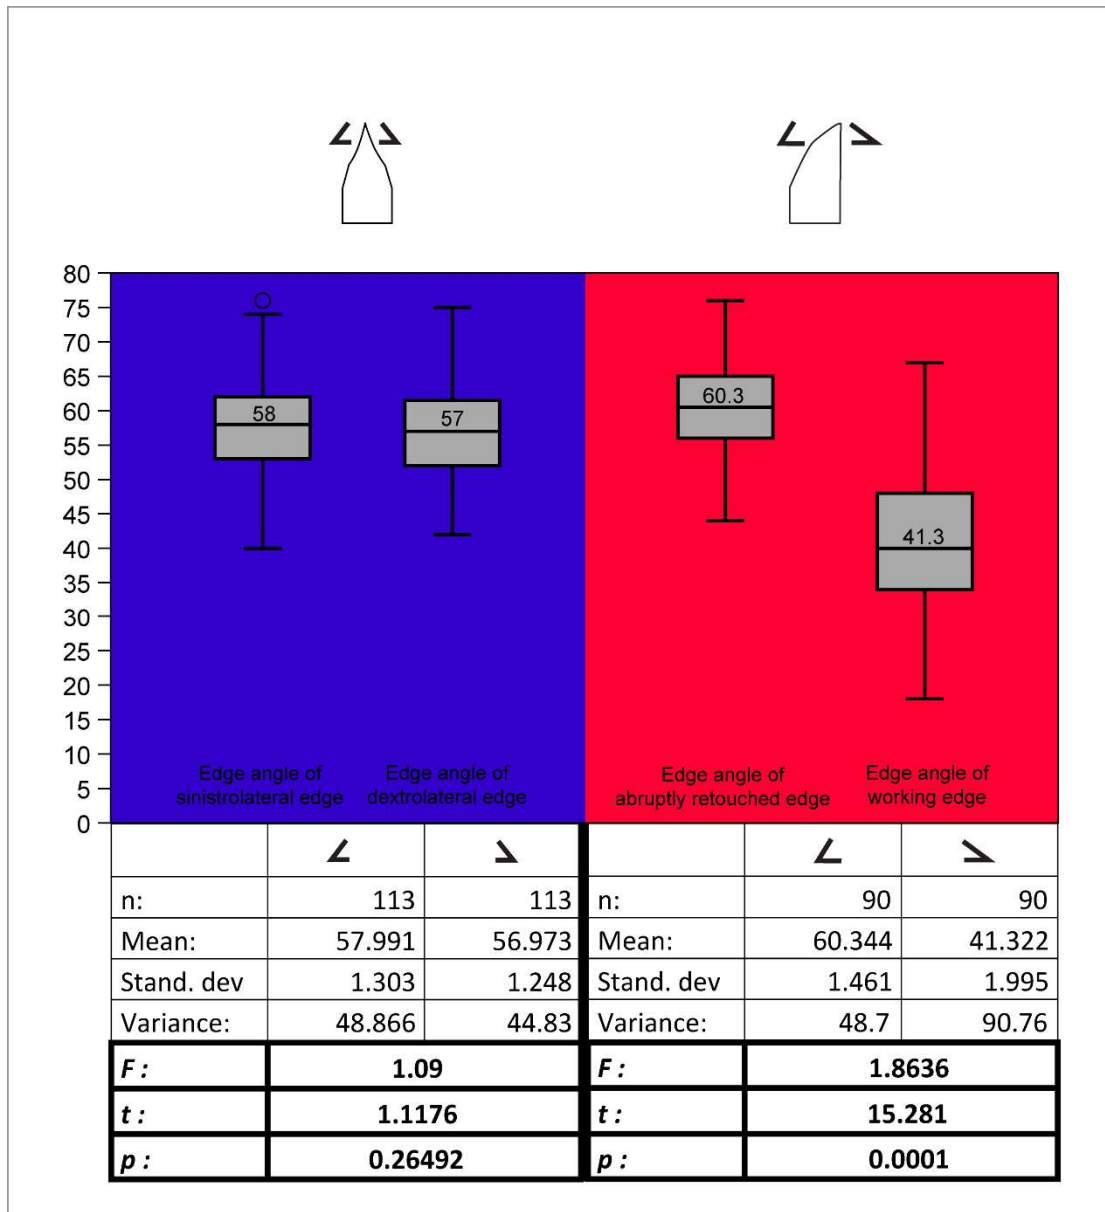 80
75
70
65
60
55
50
45
40
35
30
25
20
15
10
5
0
58
57
60.3
41.3
Edge angle of
sinistrolateral edge
Edge angle of
dextrolateral edge
Edge angle of
abruptly retouched edge
Edge angle of
working edge
n: 113 113 n: 90 90
Mean: 57.991 56.973 Mean: 60.344 41.322
Stand. dev 1.303 1.248 Stand. dev 1.461 1.995
Variance: 48.866 44.83 Variance: 48.7 90.76
F : 1.09 F : 1.8636
t : 1.1176 t : 15.281
p : 0.26492 p : 0.0001